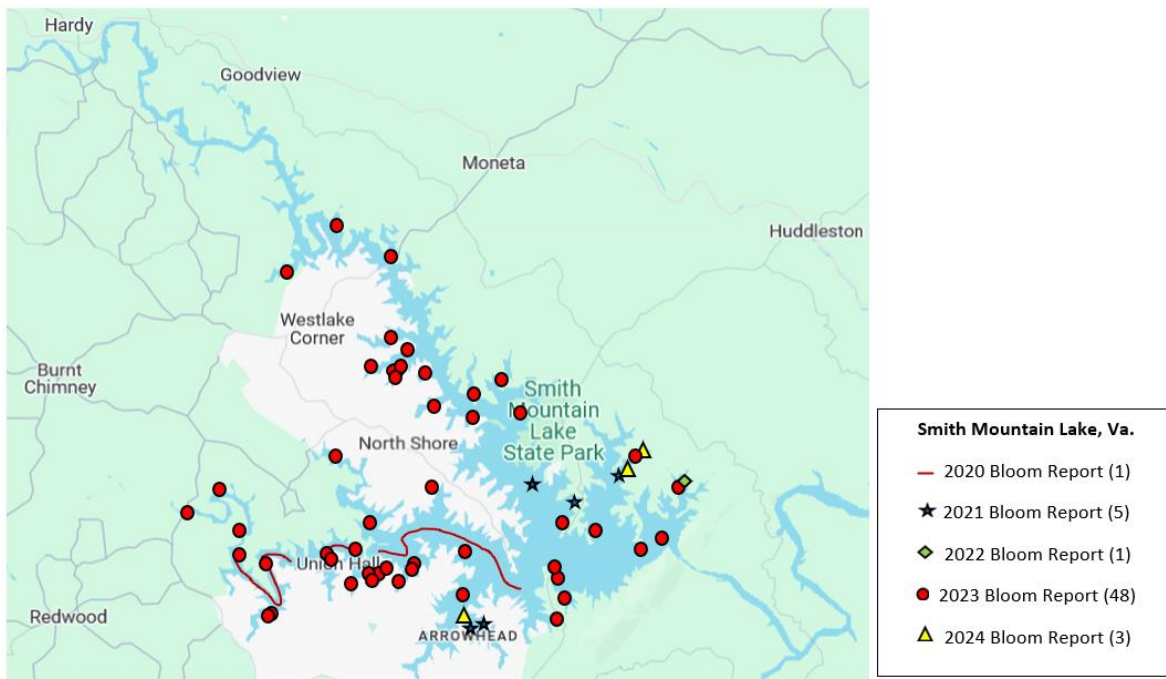 Hardy
Goodview
Moneta
Huddleston
Westlake
Corner
Burnt
Chimney
Smith
Mountain
Lake
State Park
North Shore
Union Hall
Redwood
ARROWHEAD
Smith Mountain Lake, Va.
2020 Bloom Report (1)
2021 Bloom Report (5)
2022 Bloom Report (1)
2023 Bloom Report (48)
2024 Bloom Report (3)